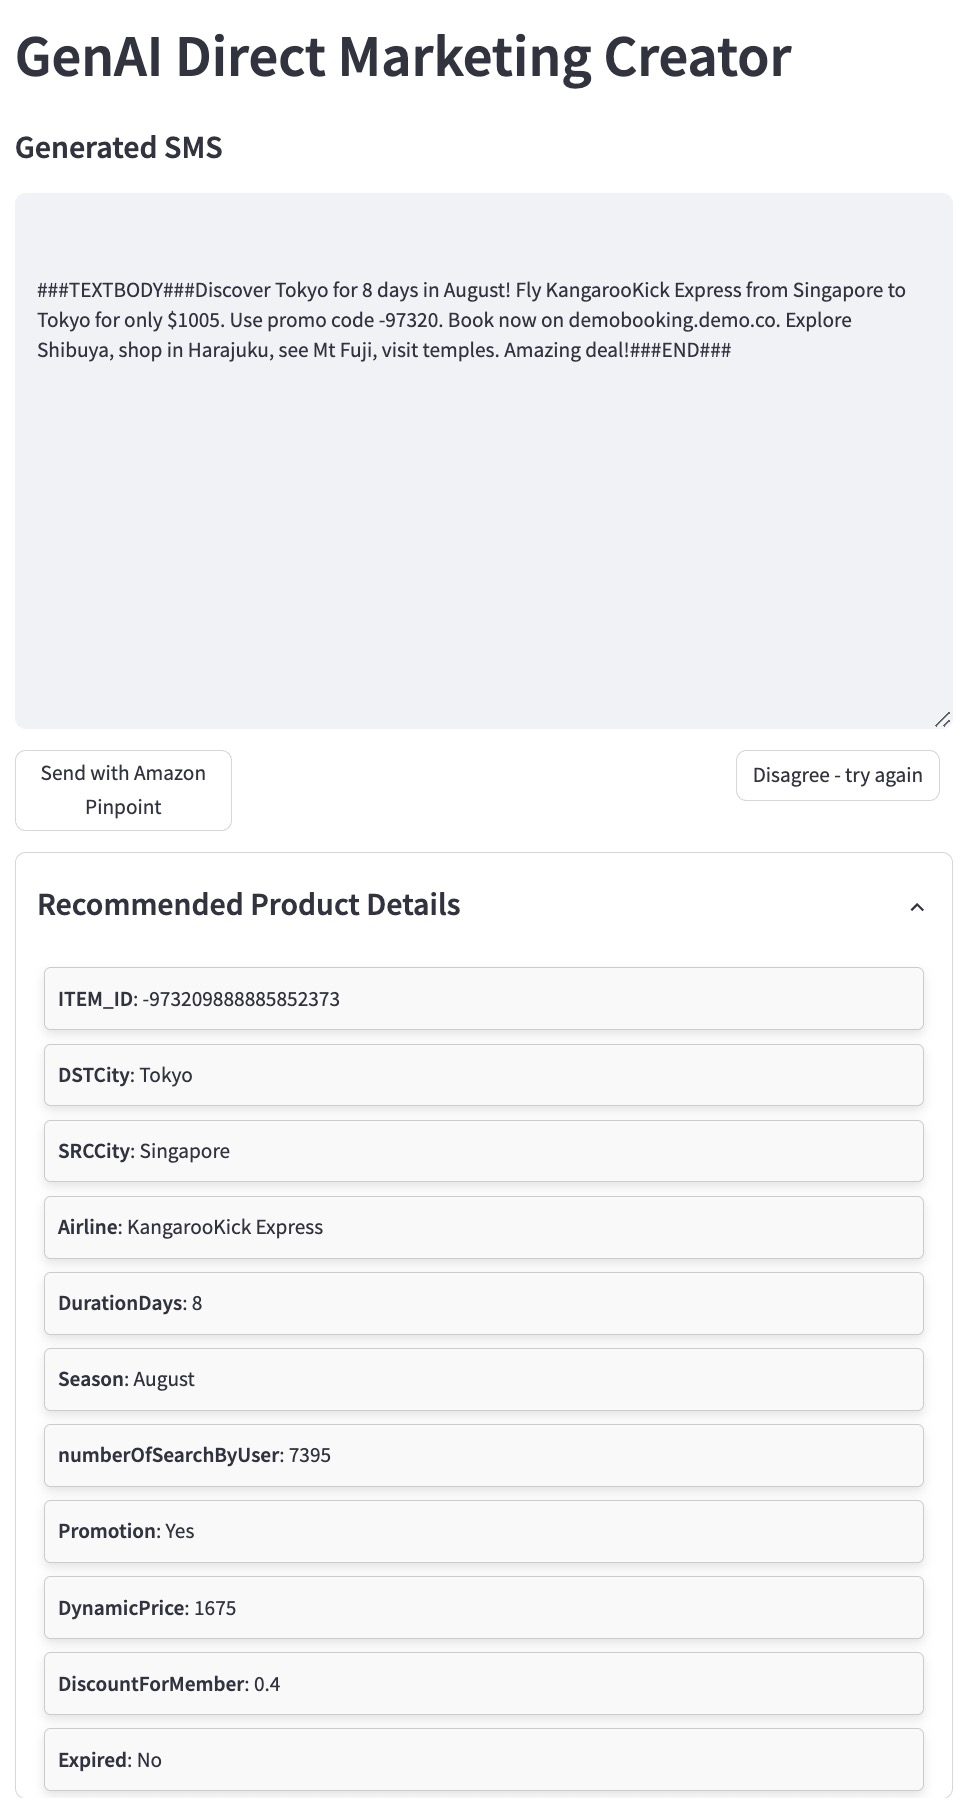 GenAI Direct Marketing Creator
Generated SMS
###TEXTBODY###Discover Tokyo for 8 days in August! Fly KangarooKick Express from Singapore to
Tokyo for only $1005. Use promo code -97320. Book now on demobooking.demo.co. Explore
Shibuya, shop in Harajuku, see Mt Fuji, visit temples. Amazing deal!###END###
Send with Amazon
Pinpoint
Disagree - try again
Recommended Product Details
ITEM_ID: -973209888885852373
DSTCity: Tokyo
SRCCity: Singapore
Airline: KangarooKick Express
DurationDays: 8
Season: August
numberOfSearchByUser: 7395
Promotion: Yes
DynamicPrice: 1675
DiscountForMember: 0.4
Expired: No